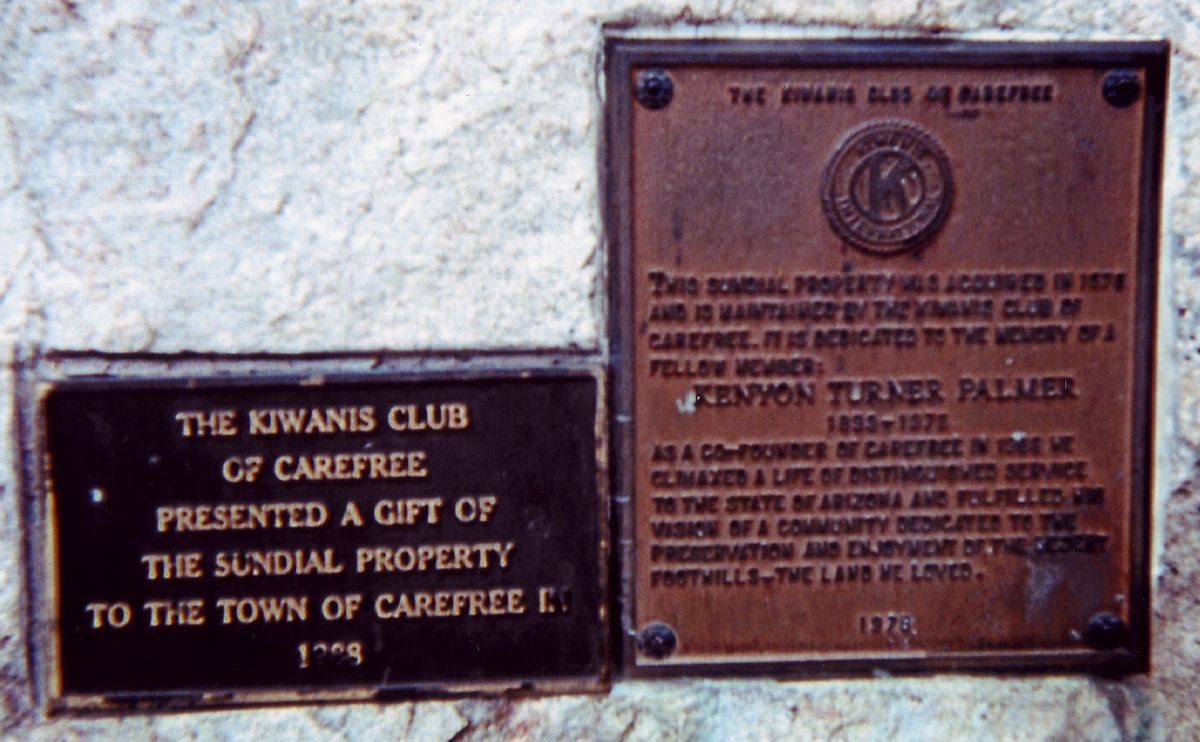 THE KIWANIS CLUB
OF CAREFREE
PRESENTED A GIFT OF
THE SUNDIAL PROPERTY
TO THE TOWN OF CAREFREE IN
THE KIWANIS CLUB OF CAREFREE
K
INTERNATIONAL
THIS SUNDIAL PROPERTY WAS ACQUIRED IN
AND IS MAINTAINED BY THE KIWANIS CLUB OF
CAREFREE. IT IS DEDICATED TO THE MEMORY OF A
FELLOW MEMBER:
KENYON TURNER PALMER
AS A CO-FOUNDER OF CAREFREE IN HE
CLIMAXED A LIFE OF DISTINGUISHED SERVICE
TO THE STATE OF ARIZONA AND FULFILLED HIS
VISION OF A COMMUNITY DEDICATED TO THE
PRESERVATION AND ENJOYMENT OF THE DESERT
FOOTHILLS-THE LAND HE LOVED.